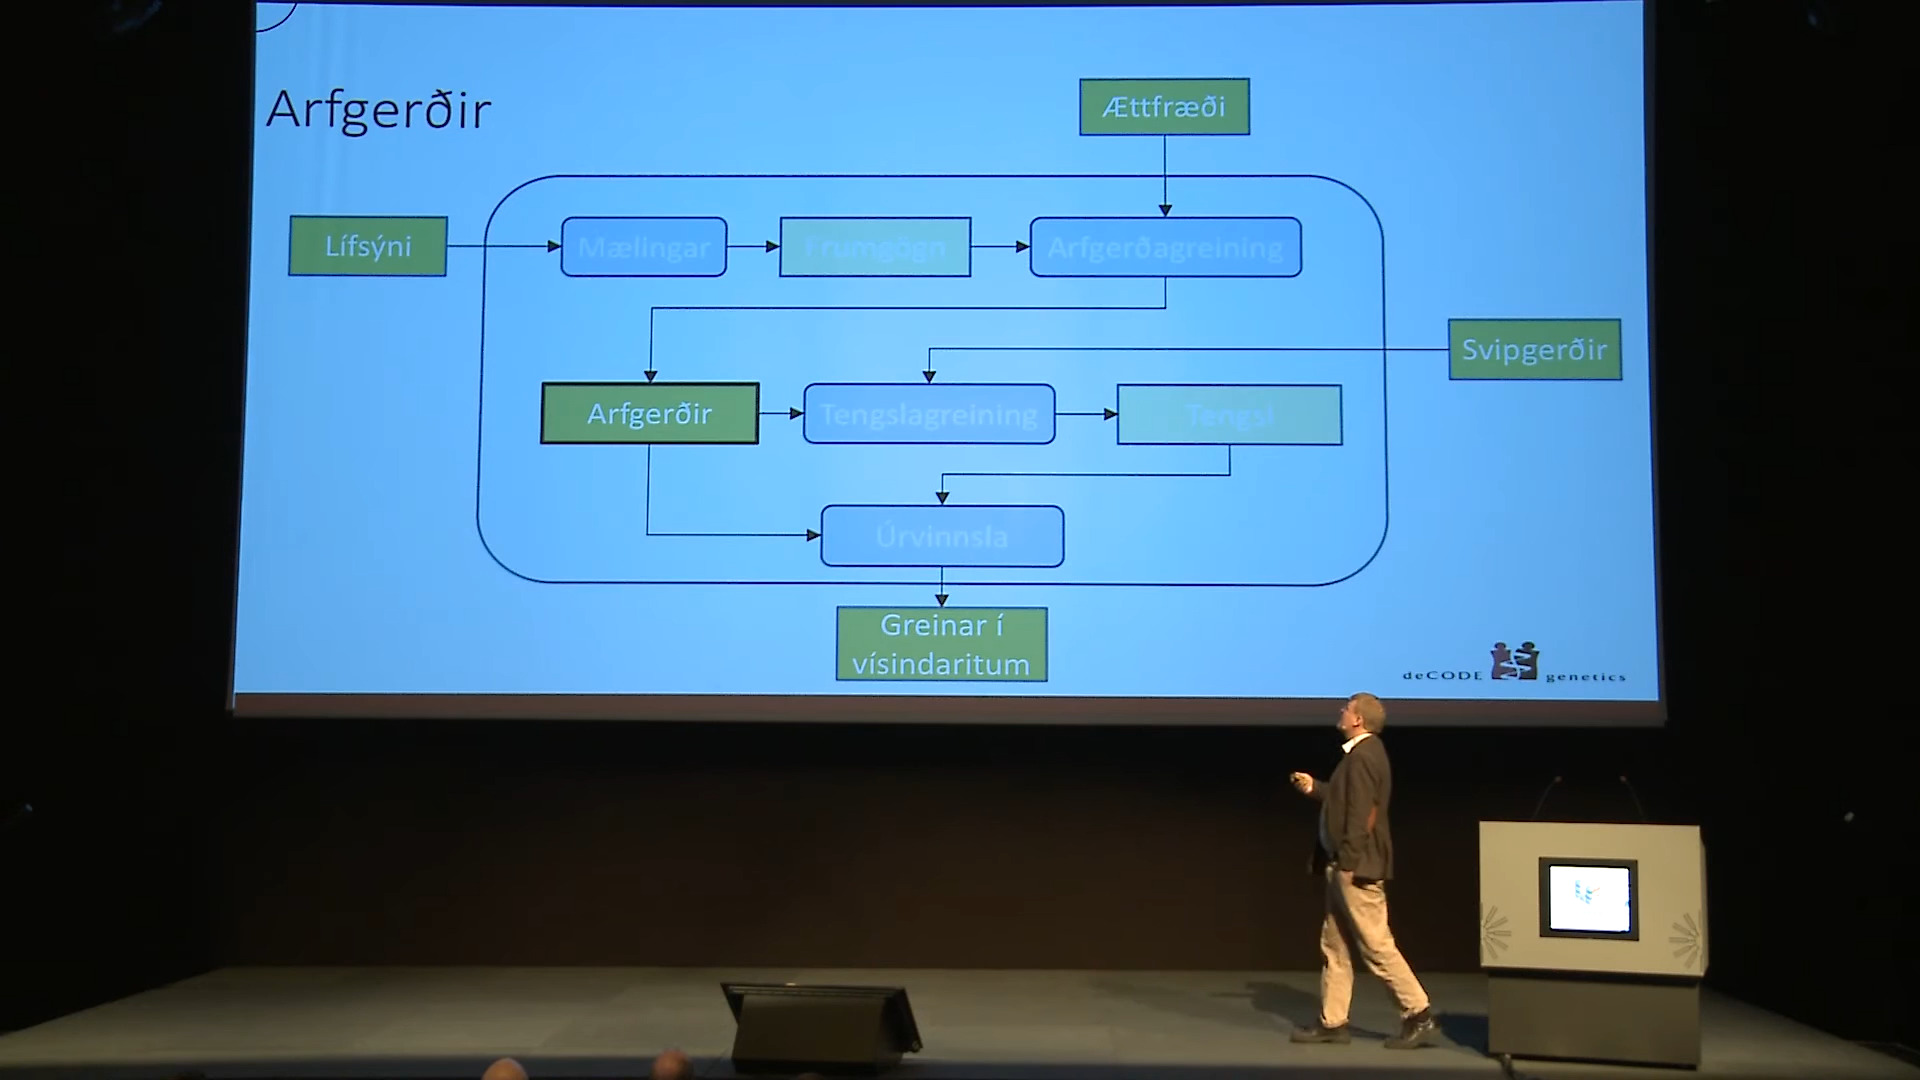 Arfgerðir
Ættfræði
Lífsýni
Mælingar
Frumgögn
Arfgerðagreining
Svipgerðir
Arfgerðir
Tengslagreining
Tengsl
Úrvinnsla
Greinar í
vísindaritum
deCODE genetics